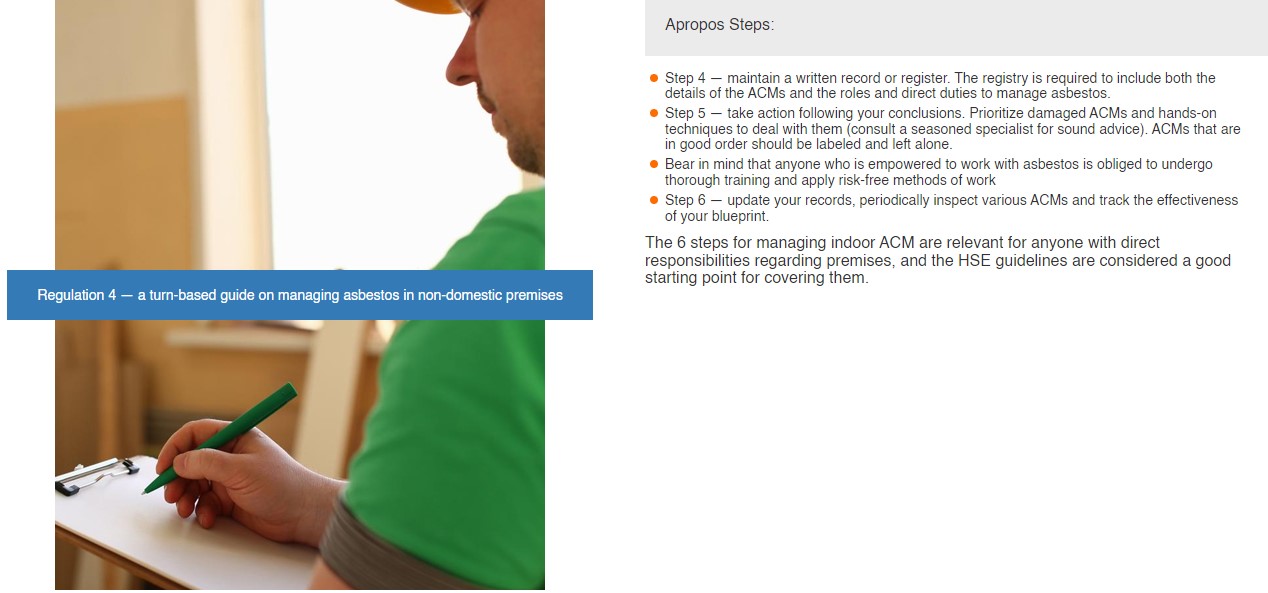 Regulation 4 — a turn-based guide on managing asbestos in non-domestic premises
Apropos Steps:
Step 4 — maintain a written record or register. The registry is required to include both the
details of the ACMs and the roles and direct duties to manage asbestos.
Step 5 — take action following your conclusions. Prioritize damaged ACMs and hands-on
techniques to deal with them (consult a seasoned specialist for sound advice). ACMs that are
in good order should be labeled and left alone.
Bear in mind that anyone who is empowered to work with asbestos is obliged to undergo
thorough training and apply risk-free methods of work
Step 6 — update your records, periodically inspect various ACMs and track the effectiveness
of your blueprint.
The 6 steps for managing indoor ACM are relevant for anyone with direct
responsibilities regarding premises, and the HSE guidelines are considered a good
starting point for covering them.